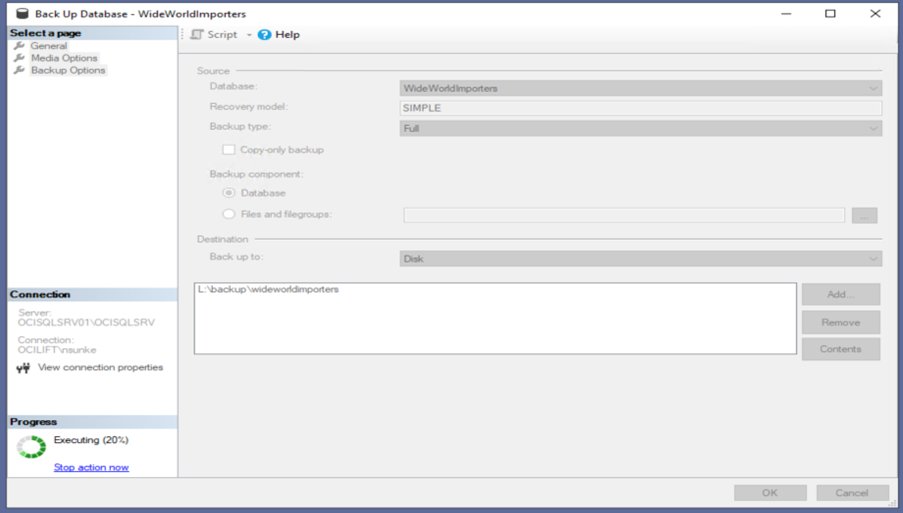 Back Up Database - WideWorldImporters
Select a page
General
Media Options
Backup Options
Script
Help
Source
Database:
WideWorldImporters
Recovery model:
SIMPLE
Backup type:
Full
Copy-only backup
Backup component:
Database
Files and filegroups:
...
Destination
Back up to:
Disk
L:\backup\wideworldimporters
Add...
Remove
Contents
Connection
Server:
OCISQLSRV01\OCISQLSRV
Connection:
OCILIFT\nsunke
View connection properties
Progress
Executing (20%)
Stop action now
OK
Cancel